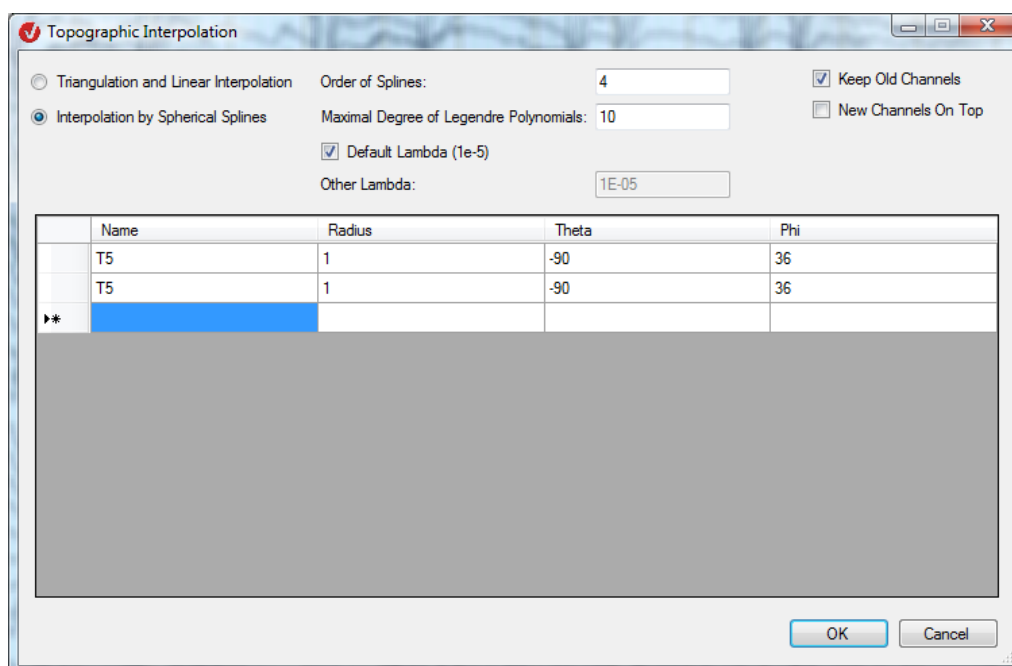 Topographic Interpolation
Triangulation and Linear Interpolation Order of Splines: 4 Keep Old Channels
Interpolation by Spherical Splines Maximal Degree of Legendre Polynomials: 10 New Channels On Top
Default Lambda (1e-5)
Other Lambda: 1E-05
Name Radius Theta Phi
T5 1 -90 36
T5 1 -90 36
OK Cancel